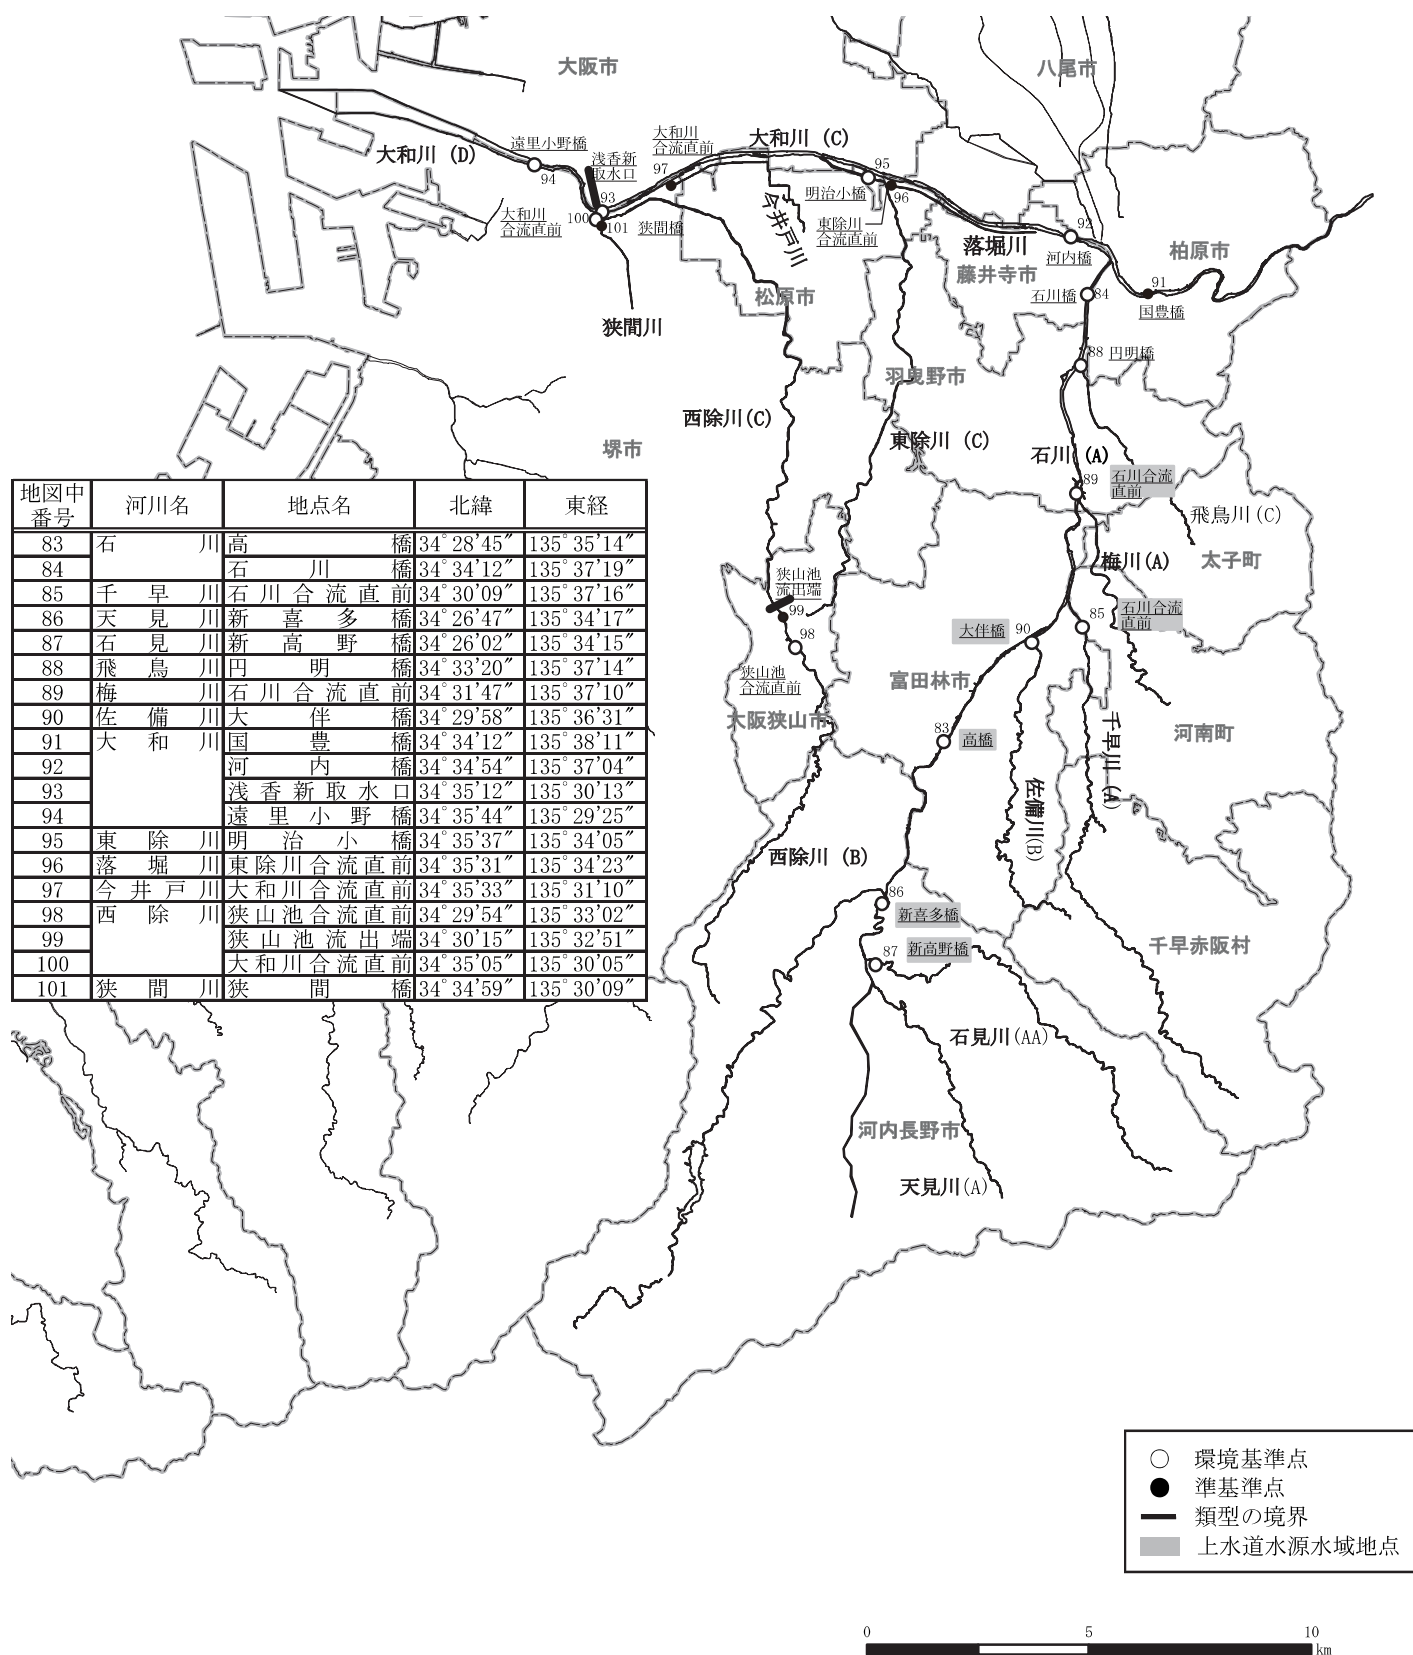 大阪市
八尾市
大和川 (D)
遠里小野橋
94
浅香新
取水口
93
大和川
合流直前
97
大和川 (C)
95
明治小橋
96
東除川
合流直前
今井戸川
大和川
合流直前
100
101
狭間橋
狭間川
落堀川
92
河内橋
柏原市
藤井寺市
松原市
石川橋
84
91
国豊橋
88
円明橋
羽曳野市
西除川(C)
東除川 (C)
堺市
石川 (A)
89
石川合流
直前
飛鳥川(C)
太子町
梅川(A)
狭山池
流出端
99
98
狭山池
合流直前
85
石川合流
直前
大伴橋
90
富田林市
大阪狭山市
83
高橋
河南町
千早川 (A)
佐備川(B)
西除川 (B)
86
新喜多橋
87
新高野橋
千早赤阪村
石見川(AA)
河内長野市
天見川(A)
地図中番号 河川名 地点名 北緯 東経
83 石川 高橋 34°28'45″ 135°35'14″
84 石川橋 34°34'12″ 135°37'19″
85 千早川 石川合流直前 34°30'09″ 135°37'16″
86 天見川 新喜多橋 34°26'47″ 135°34'17″
87 石見川 新高野橋 34°26'02″ 135°34'15″
88 飛鳥川 円明橋 34°33'20″ 135°37'14″
89 梅川 石川合流直前 34°31'47″ 135°37'10″
90 佐備川 大伴橋 34°29'58″ 135°36'31″
91 大和川 国豊橋 34°34'12″ 135°38'11″
92 河内橋 34°34'54″ 135°37'04″
93 浅香新取水口 34°35'12″ 135°30'13″
94 遠里小野橋 34°35'44″ 135°29'25″
95 東除川 明治小橋 34°35'37″ 135°34'05″
96 落堀川 東除川合流直前 34°35'31″ 135°34'23″
97 今井戸川 大和川合流直前 34°35'33″ 135°31'10″
98 西除川 狭山池合流直前 34°29'54″ 135°33'02″
99 狭山池流出端 34°30'15″ 135°32'51″
100 大和川合流直前 34°35'05″ 135°30'05″
101 狭間川 狭間橋 34°34'59″ 135°30'09″
環境基準点
準基準点
類型の境界
上水道水源水域地点
0 5 10
km